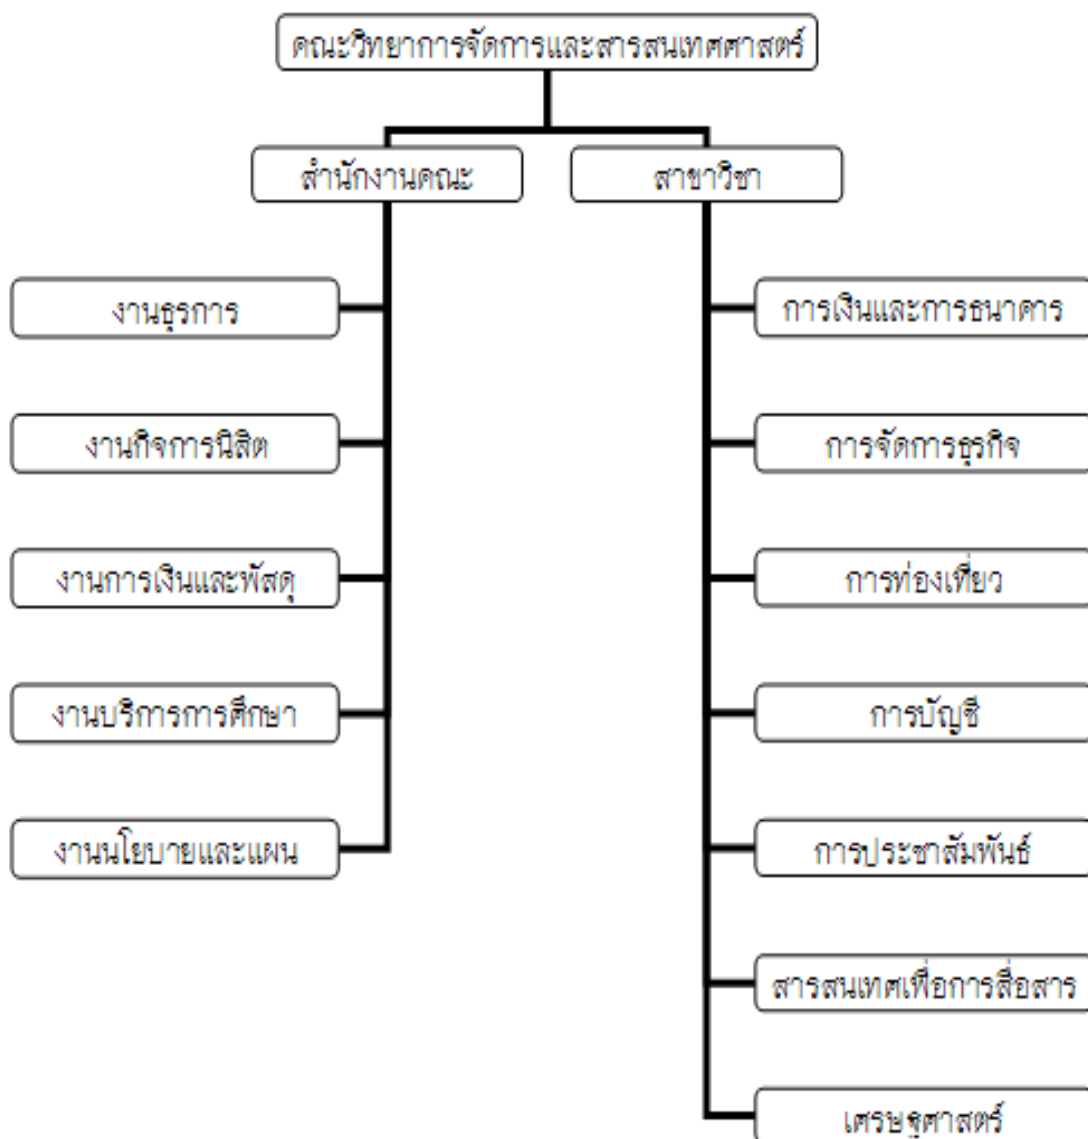 คณะวิทยาการจัดการและสารสนเทศศาสตร์
สำนักงานคณะ
สาขาวิชา
งานธุรการ
การเงินและการธนาคาร
งานกิจการนิสิต
การจัดการธุรกิจ
งานการเงินและพัสดุ
การท่องเที่ยว
งานบริการการศึกษา
การบัญชี
งานนโยบายและแผน
การประชาสัมพันธ์
สารสนเทศเพื่อการสื่อสาร
เศรษฐศาสตร์